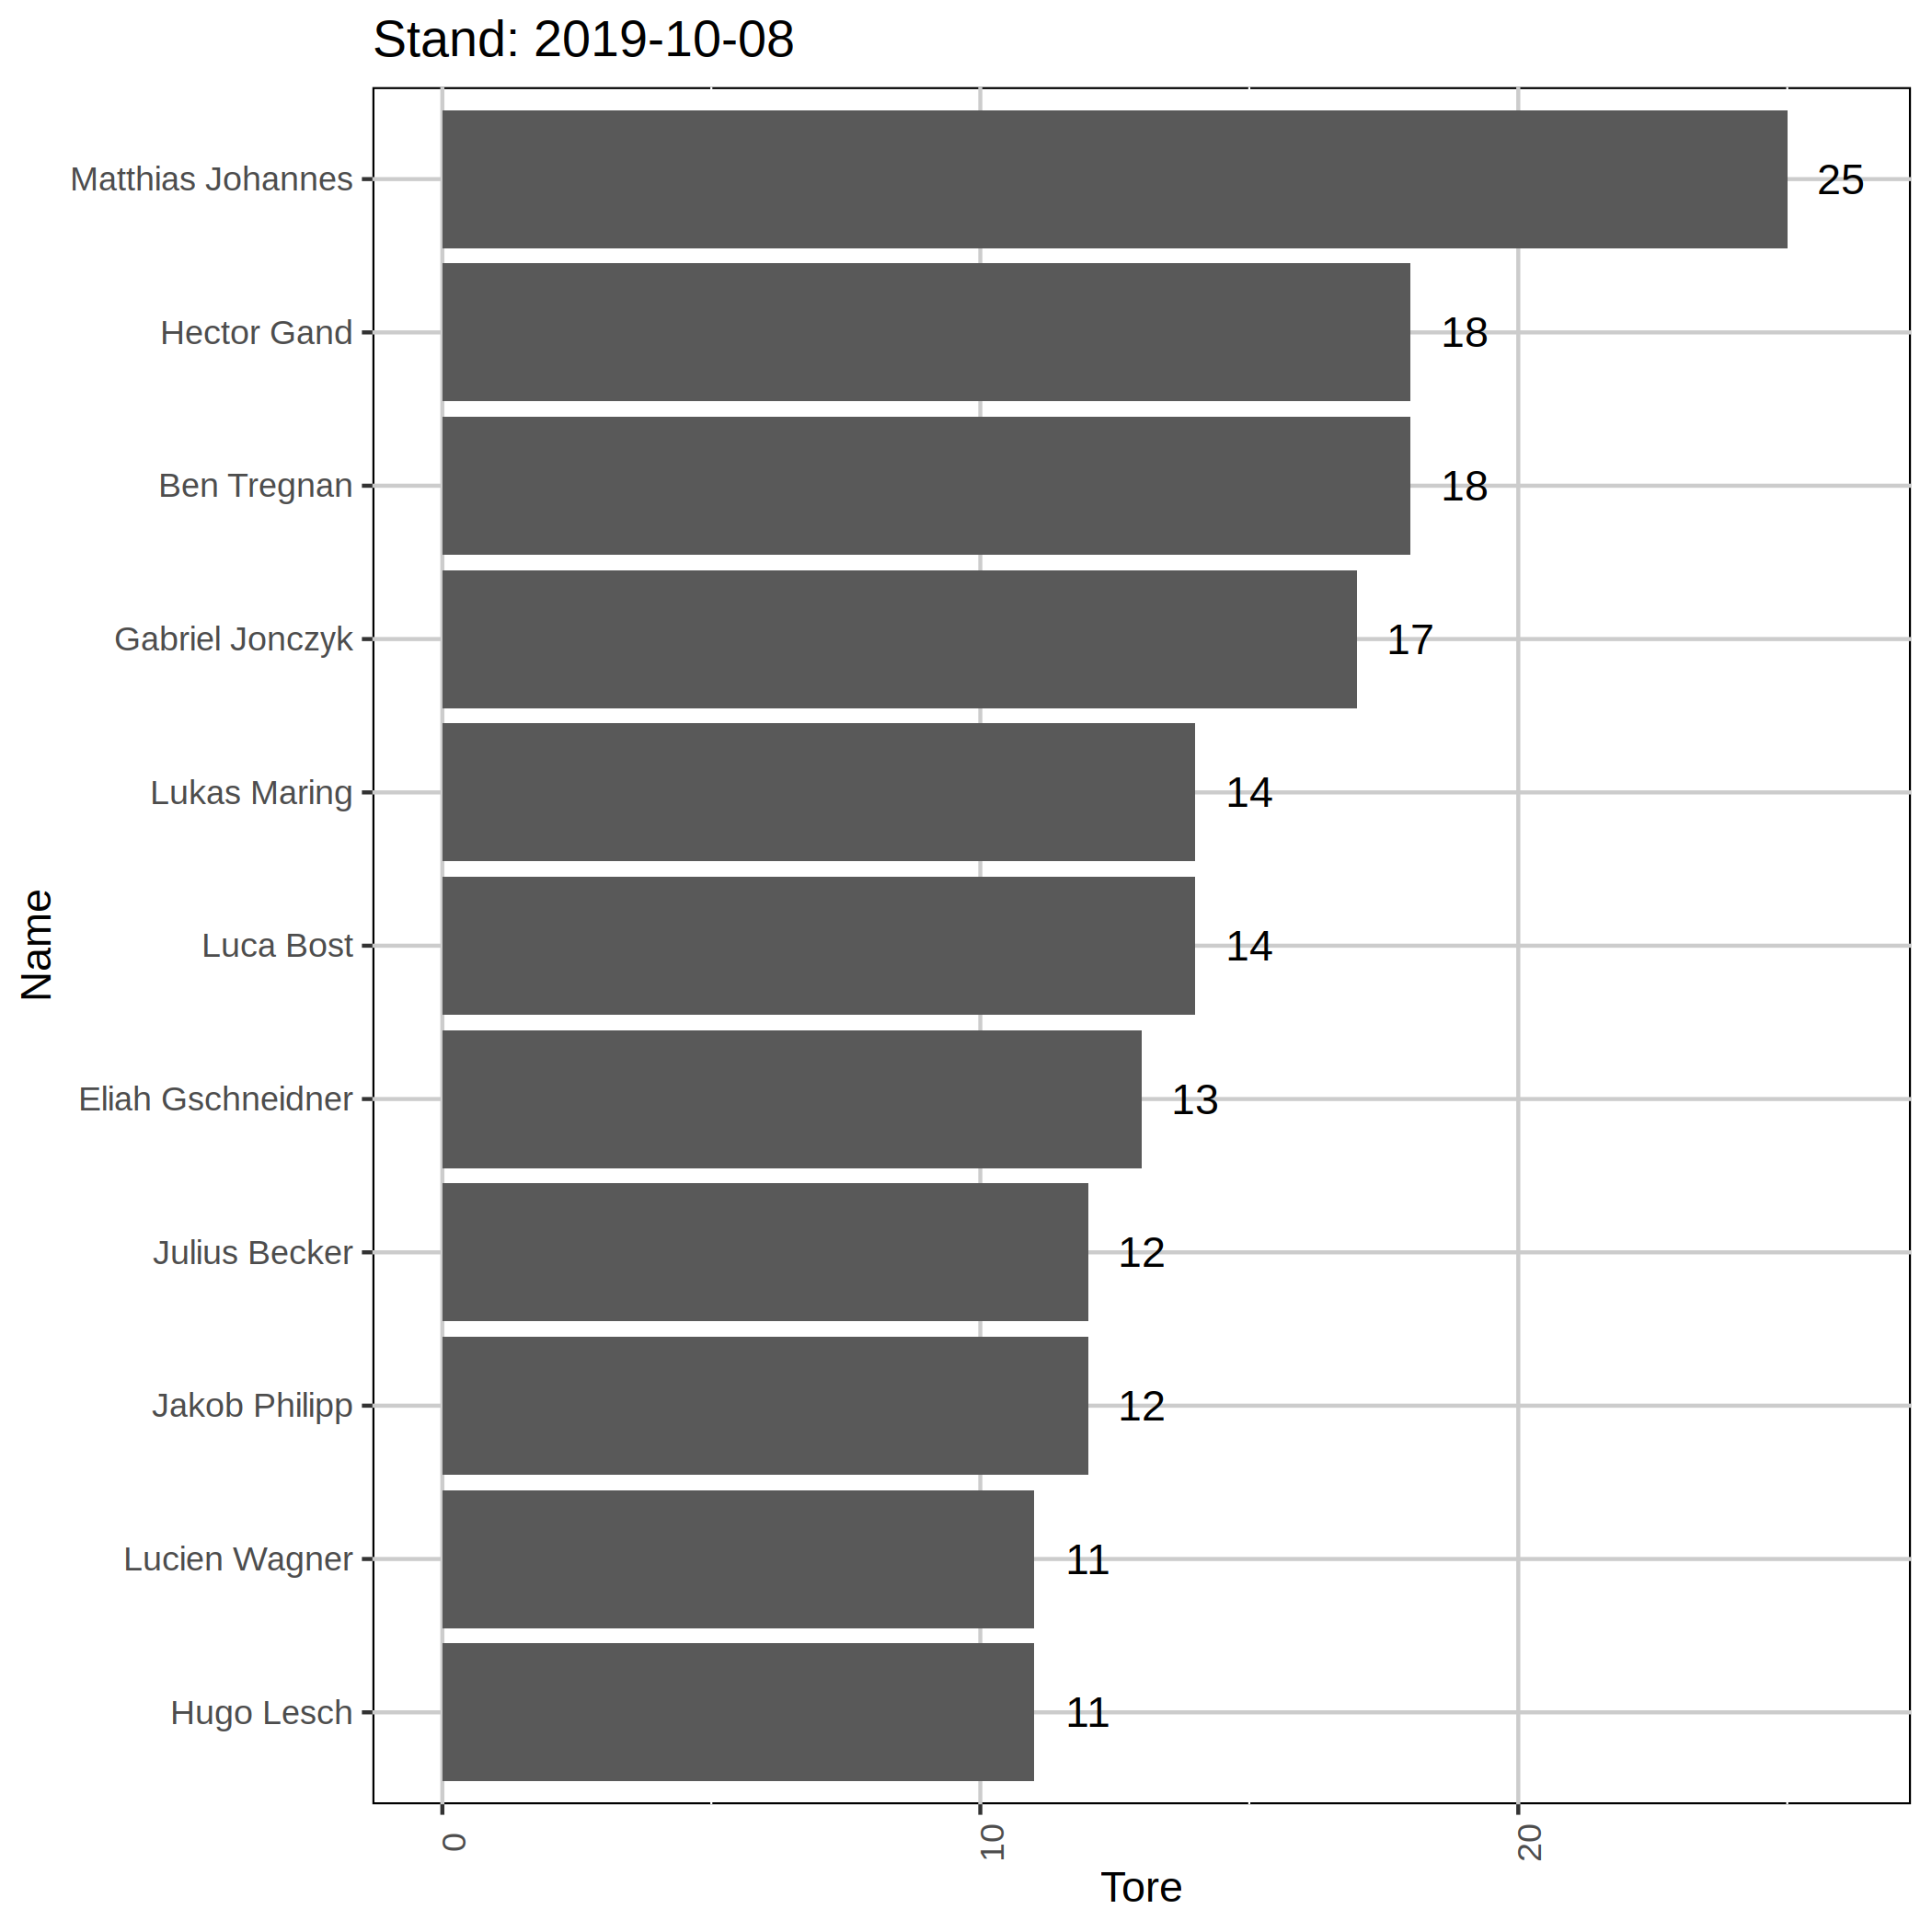 Stand: 2019-10-08
Matthias Johannes 25
Hector Gand 18
Ben Tregnan 18
Gabriel Jonczyk 17
Lukas Maring 14
Luca Bost 14
Eliah Gschneidner 13
Julius Becker 12
Jakob Philipp 12
Lucien Wagner 11
Hugo Lesch 11
Name
0 10 20
Tore